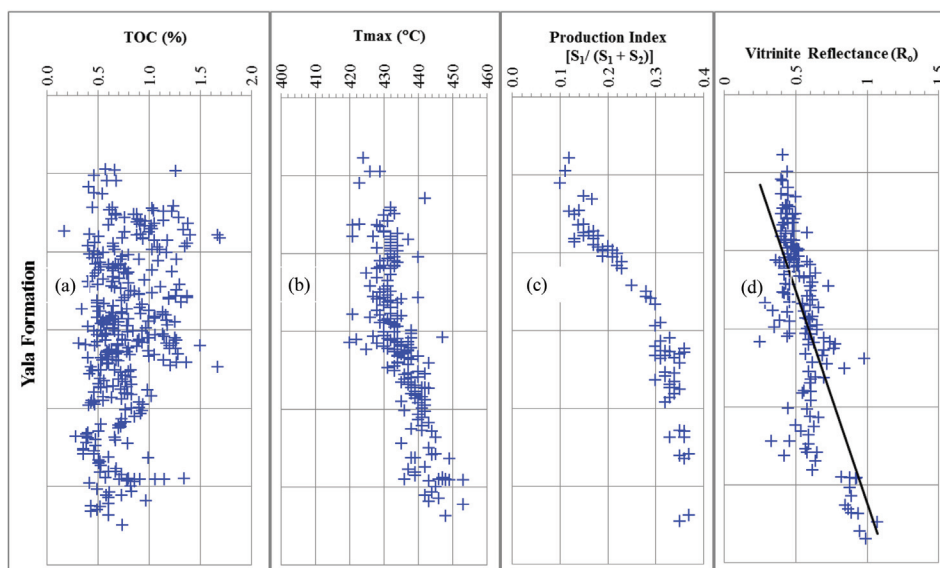 TOC (%)
0.0
0.5
1.0
1.5
2.0
Tmax (°C)
400
410
420
430
440
450
460
Production Index
[S₁/ (S₁ + S₂)]
0.0
0.1
0.2
0.3
0.4
Vitrinite Reflectance (Rₒ)
0
0.5
1
1.5
Yala Formation
(a)
(b)
(c)
(d)